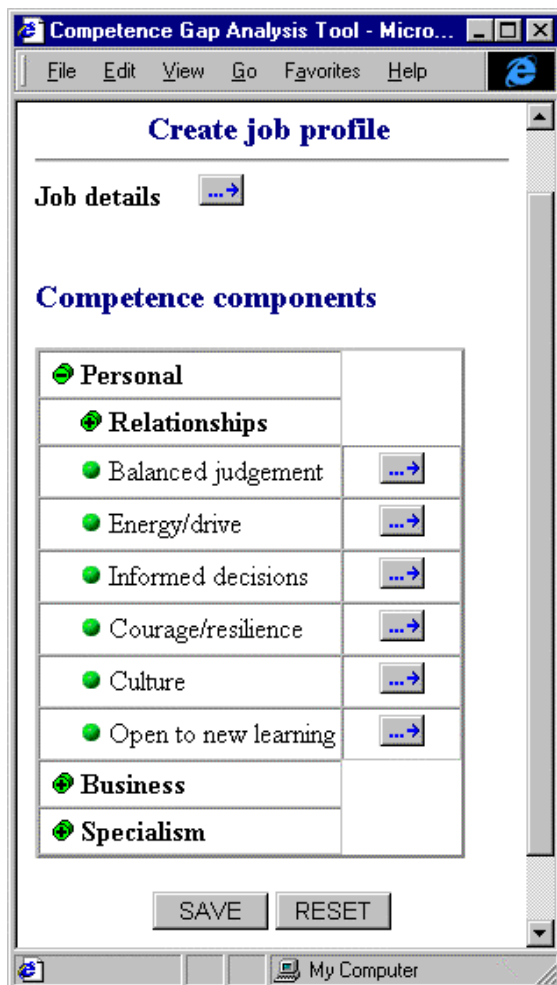 Competence Gap Analysis Tool - Micro...
File Edit View Go Favorites Help
Create job profile
Job details ...→
Competence components
Personal
Relationships
Balanced judgement ...→
Energy/drive ...→
Informed decisions ...→
Courage/resilience ...→
Culture ...→
Open to new learning ...→
Business
Specialism
SAVE RESET
My Computer